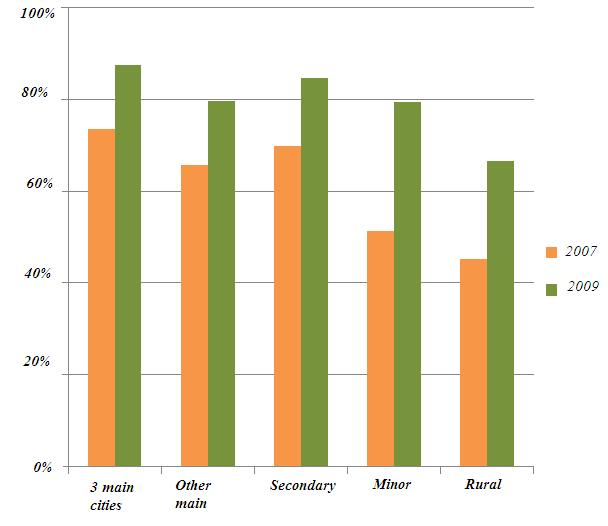 100%
80%
60%
40%
20%
0%
3 main
cities
Other
main
Secondary
Minor
Rural
2007
2009